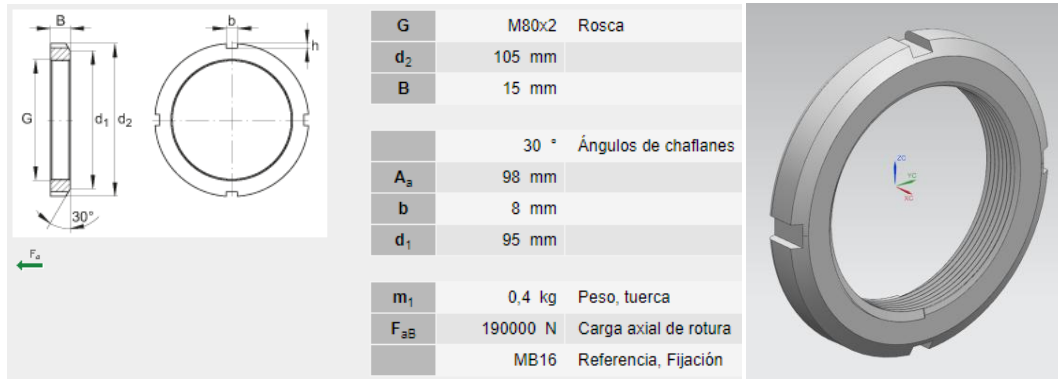 B
b
h
G
d1
d2
30°
Fa
G M80x2 Rosca
d2 105 mm
B 15 mm
30 ° Ángulos de chaflanes
Aa 98 mm
b 8 mm
d1 95 mm
m1 0,4 kg Peso, tuerca
FaB 190000 N Carga axial de rotura
MB16 Referencia, Fijación
ZC
YC
XC